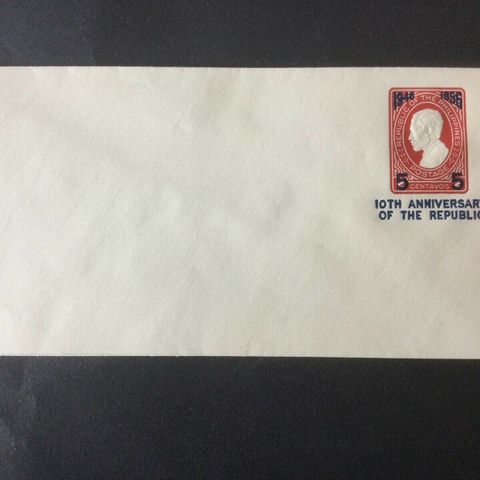 1946 1956
REPUBLIC OF THE PHILIPPINES
POSTAGE
5 5
CENTAVOS
10TH ANNIVERSARY
OF THE REPUBLIC